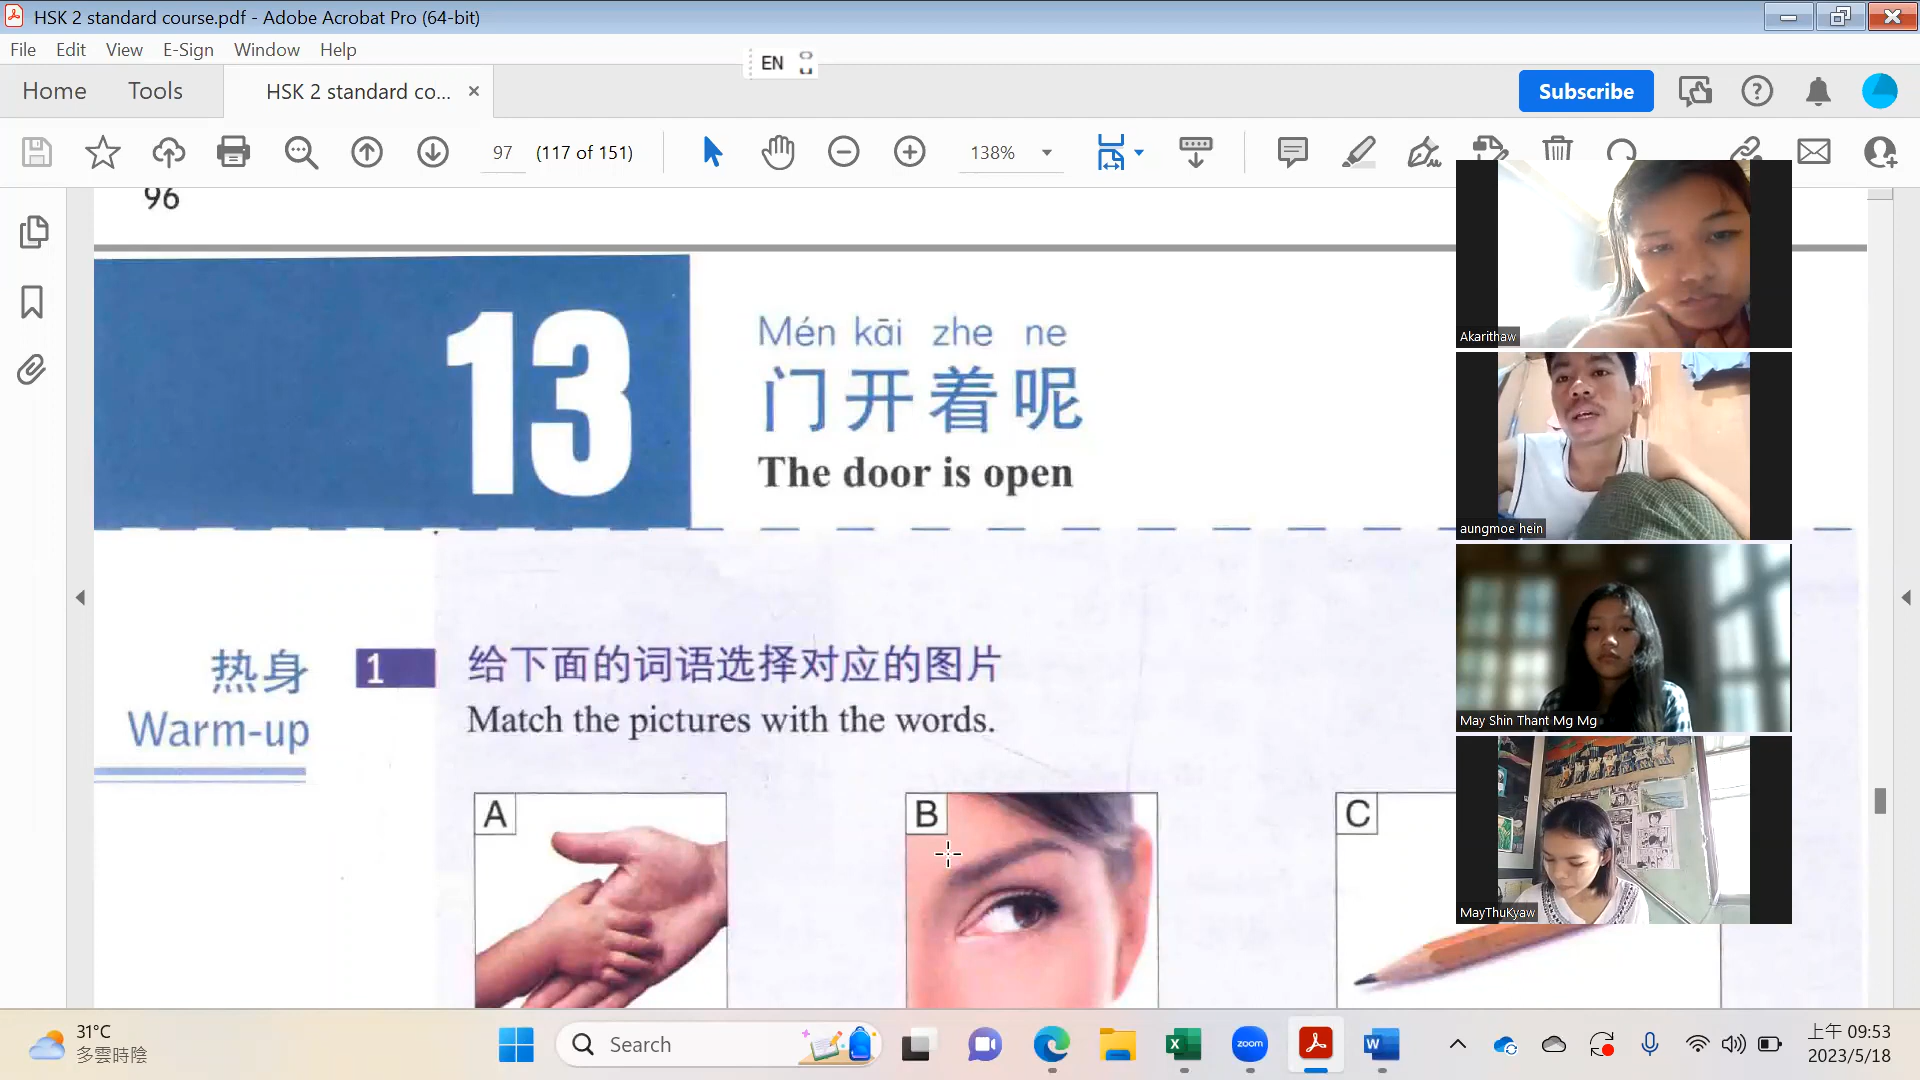 HSK 2 standard course.pdf - Adobe Acrobat Pro (64-bit)
File Edit View E-Sign Window Help
EN
Home Tools HSK 2 standard co... × Subscribe
97 (117 of 151) 138%
96
13
Mén kāi zhe ne
门开着呢
The door is open
热身
Warm-up
1
给下面的词语选择对应的图片
Match the pictures with the words.
A
B
C
Akarithaw
aungmoe hein
May Shin Thant Mg Mg
MayThuKyaw
31°C
多雲時陰
Search
zoom
上午 09:53
2023/5/18